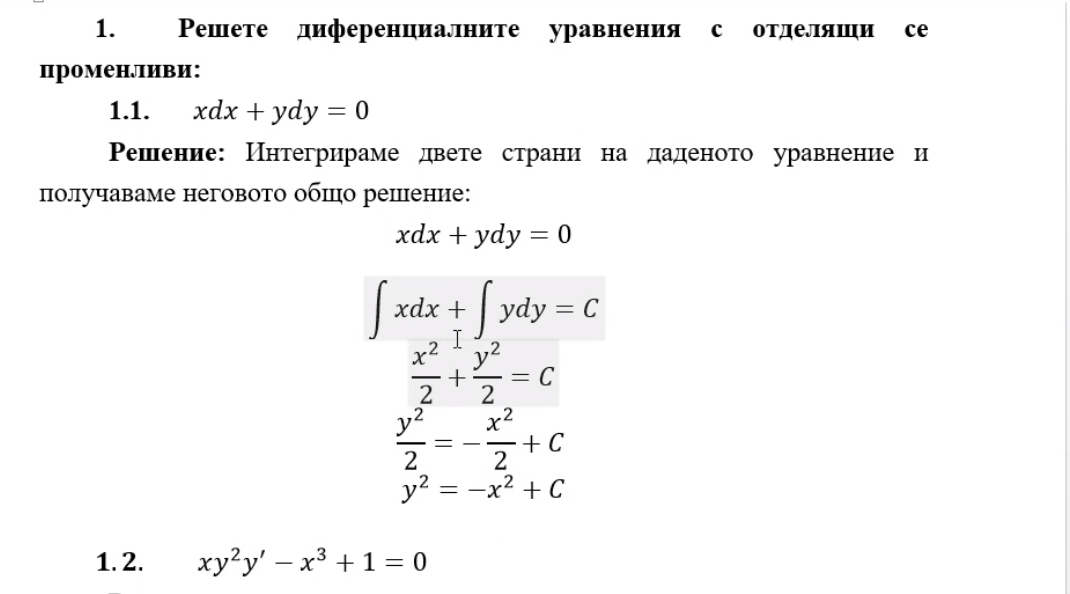 1. Решете диференциалните уравнения с отделящи се
променливи:
1.1. xdx + ydy = 0
Решение: Интегрираме двете страни на даденото уравнение и
получаваме неговото общо решение:
xdx + ydy = 0
∫ xdx + ∫ ydy = C
x²/2 + y²/2 = C
y²/2 = −x²/2 + C
y² = −x² + C
1.2. xy²y′ − x³ + 1 = 0